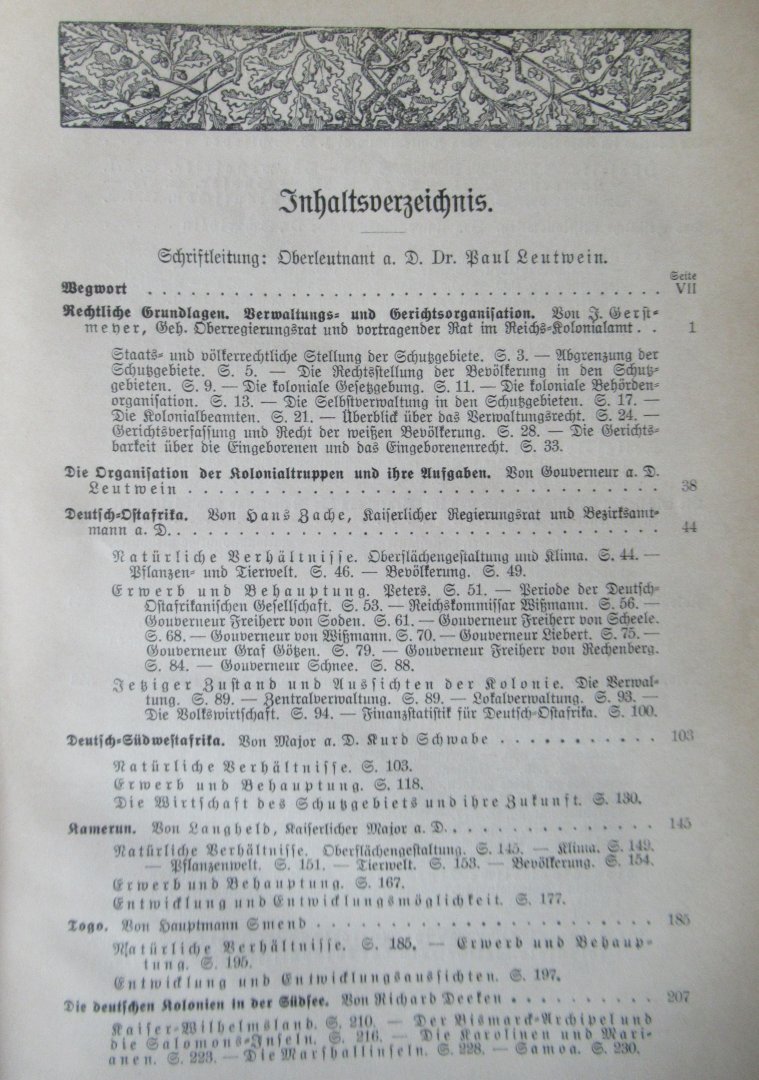 Inhaltsverzeichnis.
Schriftleitung: Oberleutnant a. D. Dr. Paul Leutwein.
Seite
Wegwort . . . . . . . . . . . . . . . . . . . . VII
Rechtliche Grundlagen. Verwaltungs- und Gerichtsorganisation. Von J. Gerst-
meyer, Geh. Oberregierungsrat und vortragender Rat im Reichs-Kolonialamt . . 1
Staats- und völkerrechtliche Stellung der Schutzgebiete. S. 3. — Abgrenzung der
Schutzgebiete. S. 5. — Die Rechtsstellung der Bevölkerung in den Schutz-
gebieten. S. 9. — Die koloniale Gesetzgebung. S. 11. — Die koloniale Behörden-
organisation. S. 13. — Die Selbstverwaltung in den Schutzgebieten. S. 17. —
Die Kolonialbeamten. S. 21. — Überblick über das Verwaltungsrecht. S. 24. —
Gerichtsverfassung und Recht der weißen Bevölkerung. S. 28. — Die Gerichts-
barkeit über die Eingeborenen und das Eingeborenenrecht. S. 33.
Die Organisation der Kolonialtruppen und ihre Aufgaben. Von Gouverneur a. D.
Leutwein . . . . . . . . . . . . . . . . . . . . 38
Deutsch-Ostafrika. Von Hans Zache, Kaiserlicher Regierungsrat und Bezirksamt-
mann a. D. . . . . . . . . . . . . . . . . . . . . 44
Natürliche Verhältnisse. Oberflächengestaltung und Klima. S. 44. —
Pflanzen- und Tierwelt. S. 46. — Bevölkerung. S. 49.
Erwerb und Behauptung. Peters. S. 51. — Periode der Deutsch-
Ostafrikanischen Gesellschaft. S. 53. — Reichskommissar Wißmann. S. 56. —
Gouverneur Freiherr von Soden. S. 61. — Gouverneur Freiherr von Scheele.
S. 68. — Gouverneur von Wißmann. S. 70. — Gouverneur Liebert. S. 75. —
Gouverneur Graf Götzen. S. 79. — Gouverneur Freiherr von Rechenberg.
S. 84. — Gouverneur Schnee. S. 88.
Jetziger Zustand und Aussichten der Kolonie. Die Verwal-
tung. S. 89. — Zentralverwaltung. S. 89. — Lokalverwaltung. S. 93. —
Die Volkswirtschaft. S. 94. — Finanzstatistik für Deutsch-Ostafrika. S. 100.
Deutsch-Südwestafrika. Von Major a. D. Kurd Schwabe . . . . . . . . . . . 103
Natürliche Verhältnisse. S. 103.
Erwerb und Behauptung. S. 118.
Die Wirtschaft des Schutzgebiets und ihre Zukunft. S. 130.
Kamerun. Von Langheld, Kaiserlicher Major a. D. . . . . . . . . . . . . 145
Natürliche Verhältnisse. Oberflächengestaltung. S. 145. — Klima. S. 149.
— Pflanzenwelt. S. 151. — Tierwelt. S. 153. — Bevölkerung. S. 154.
Erwerb und Behauptung. S. 167.
Entwicklung und Entwicklungsmöglichkeit. S. 177.
Togo. Von Hauptmann Smend . . . . . . . . . . . . . . . . . 185
Natürliche Verhältnisse. S. 185. — Erwerb und Behaup-
tung. S. 195.
Entwicklung und Entwicklungsaussichten. S. 197.
Die deutschen Kolonien in der Südsee. Von Richard Deeken . . . . . . . . . . 207
Kaiser-Wilhelmsland. S. 210. — Der Bismarck-Archipel und
die Salomons-Inseln. S. 216. — Die Karolinen und Mari-
anen. S. 223. — Die Marshallinseln. S. 228. — Samoa. S. 230.